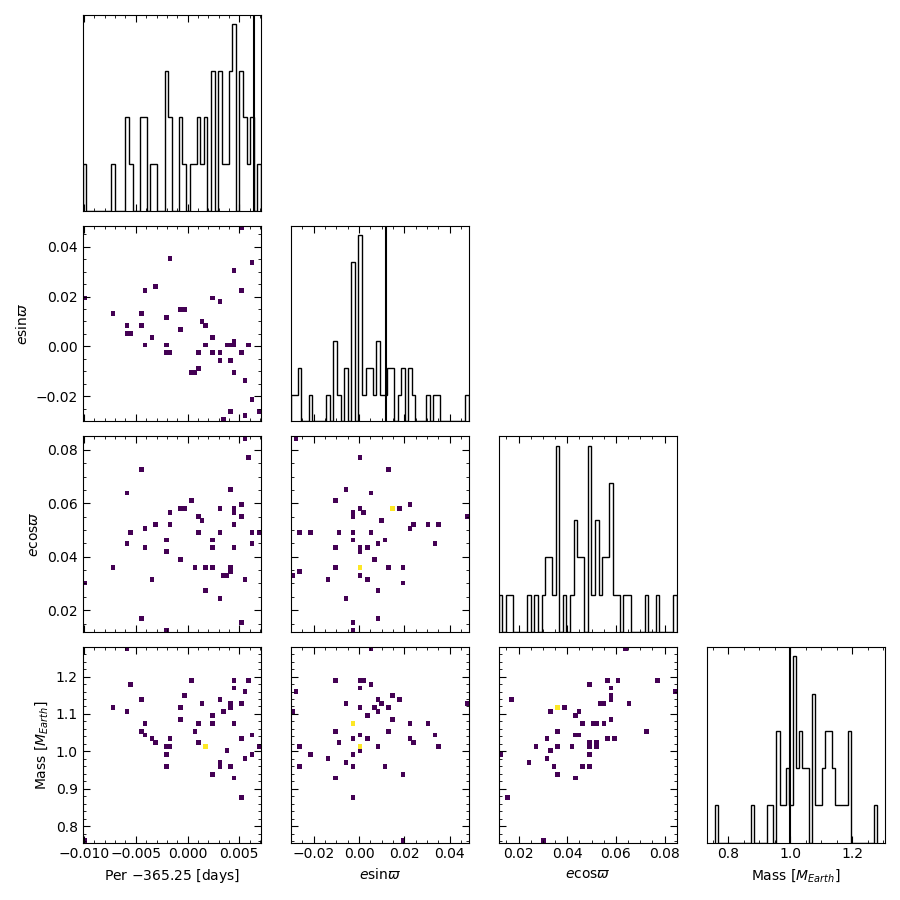 0.04
0.02
0.00
−0.02
esinϖ
0.08
0.06
0.04
0.02
ecosϖ
1.2
1.1
1.0
0.9
0.8
Mass [M_Earth]
−0.010 −0.005 0.000 0.005
Per −365.25 [days]
−0.02 0.00 0.02 0.04
esinϖ
0.02 0.04 0.06 0.08
ecosϖ
0.8 1.0 1.2
Mass [M_Earth]